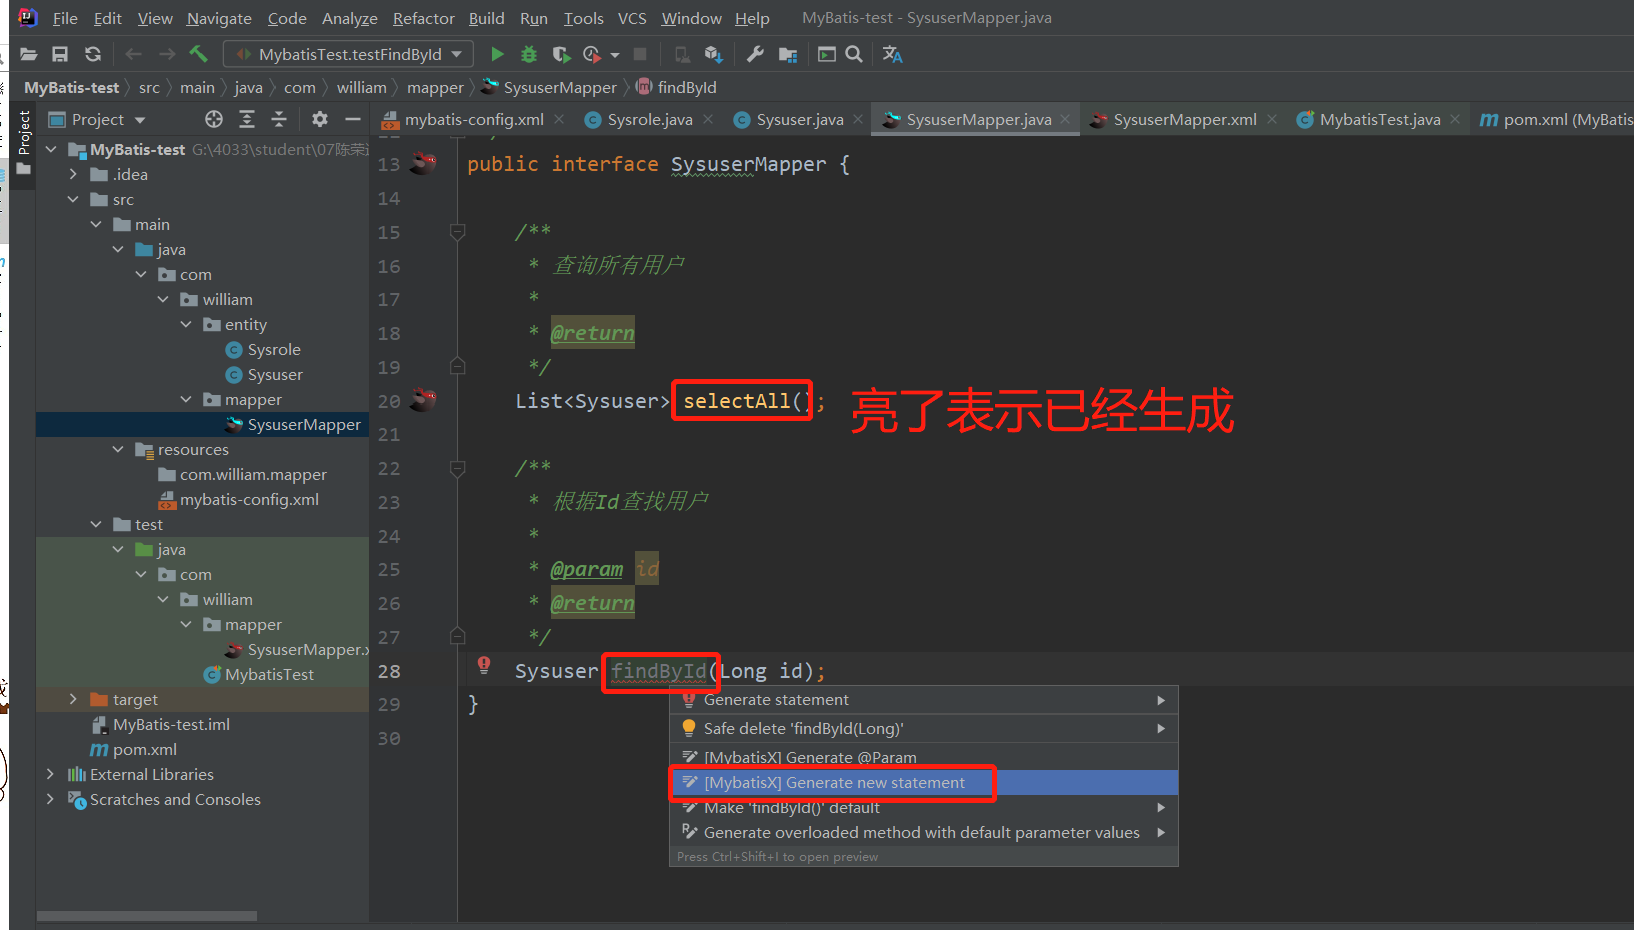 File Edit View Navigate Code Analyze Refactor Build Run Tools VCS Window Help MyBatis-test - SysuserMapper.java
MybatisTest.testFindById
MyBatis-test src main java com william mapper SysuserMapper findById
Project
Project
mybatis-config.xml Sysrole.java Sysuser.java SysuserMapper.java SysuserMapper.xml MybatisTest.java pom.xml (MyBatis
MyBatis-test G:\4033\student\07陈荣
.idea
src
main
java
com
william
entity
Sysrole
Sysuser
mapper
SysuserMapper
resources
com.william.mapper
mybatis-config.xml
test
java
com
william
mapper
SysuserMapper.x
MybatisTest
target
MyBatis-test.iml
pom.xml
External Libraries
Scratches and Consoles
13 public interface SysuserMapper {
14
15 /**
16 * 查询所有用户
17 *
18 * @return
19 */
20 List<Sysuser> selectAll();
亮了表示已经生成
21
22 /**
23 * 根据Id查找用户
24 *
25 * @param id
26 * @return
27 */
28 Sysuser findById(Long id);
29 }
30
Generate statement
Safe delete 'findById(Long)'
[MybatisX] Generate @Param
[MybatisX] Generate new statement
Make 'findById()' default
Generate overloaded method with default parameter values
Press Ctrl+Shift+I to open preview